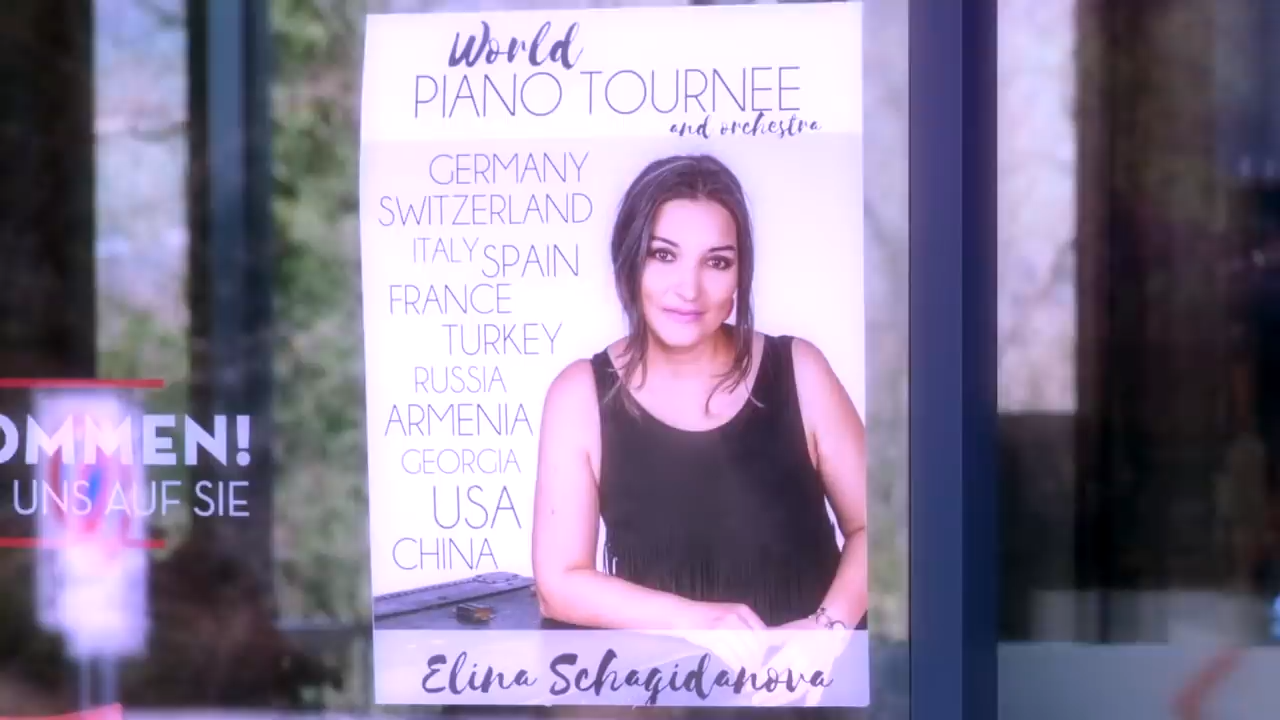 World
PIANO TOURNEE
and orchestra
GERMANY
SWITZERLAND
ITALY SPAIN
FRANCE
TURKEY
RUSSIA
ARMENIA
GEORGIA
USA
CHINA
Elina Schagidanova
OMMEN!
UNS AUF SIE